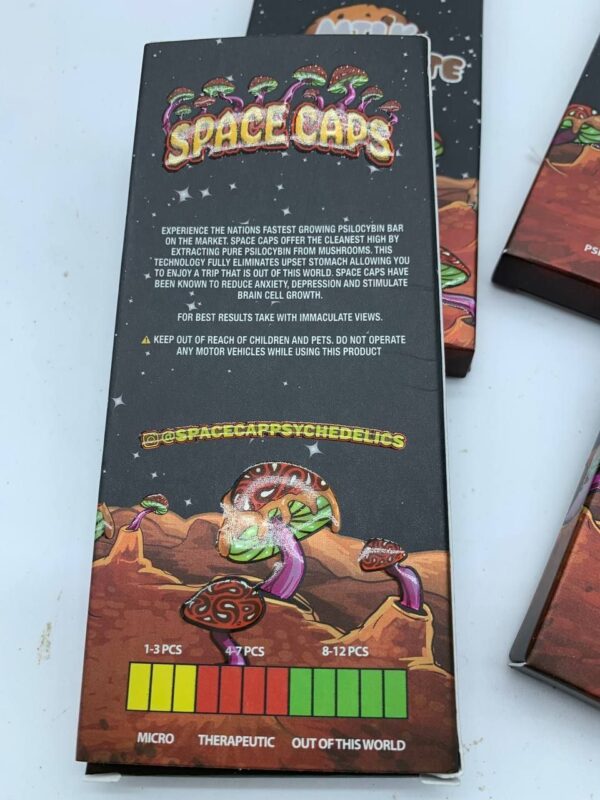 MILK
SPACE CAPS
EXPERIENCE THE NATIONS FASTEST GROWING PSILOCYBIN BAR
ON THE MARKET. SPACE CAPS OFFER THE CLEANEST HIGH BY
EXTRACTING PURE PSILOCYBIN FROM MUSHROOMS. THIS
TECHNOLOGY FULLY ELIMINATES UPSET STOMACH ALLOWING YOU
TO ENJOY A TRIP THAT IS OUT OF THIS WORLD. SPACE CAPS HAVE
BEEN KNOWN TO REDUCE ANXIETY, DEPRESSION AND STIMULATE
BRAIN CELL GROWTH.
FOR BEST RESULTS TAKE WITH IMMACULATE VIEWS.
KEEP OUT OF REACH OF CHILDREN AND PETS. DO NOT OPERATE
ANY MOTOR VEHICLES WHILE USING THIS PRODUCT
@SPACECAPPSYCHEDELICS
1-3 PCS 4-7 PCS 8-12 PCS
MICRO THERAPEUTIC OUT OF THIS WORLD